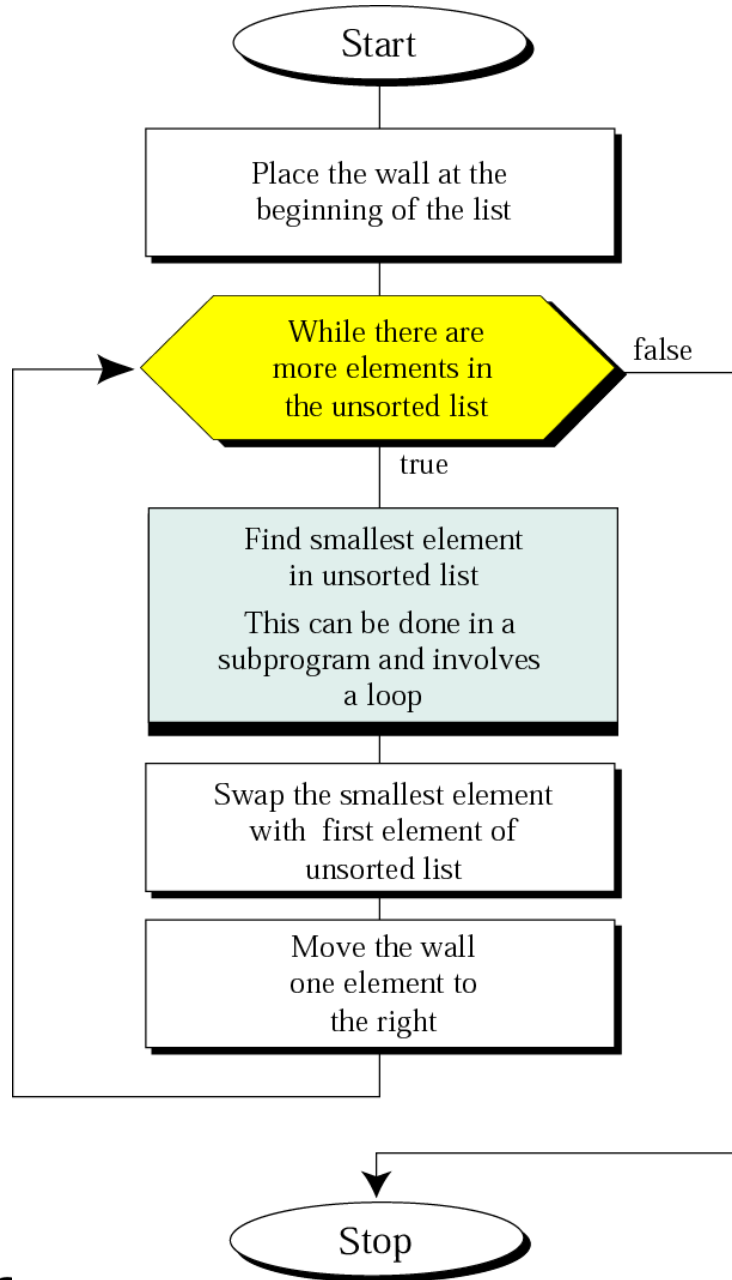 Start
Place the wall at the
beginning of the list
While there are
more elements in
the unsorted list
false
true
Find smallest element
in unsorted list
This can be done in a
subprogram and involves
a loop
Swap the smallest element
with first element of
unsorted list
Move the wall
one element to
the right
Stop